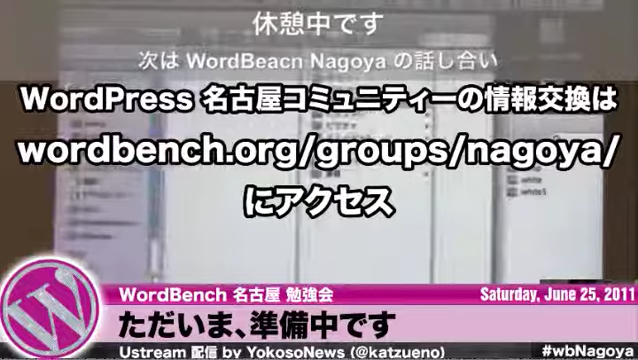 休憩中です
次は WordBeacn Nagoya の話し合い
WordPress 名古屋コミュニティーの情報交換は
wordbench.org/groups/nagoya/
にアクセス
WordBench 名古屋 勉強会
Saturday, June 25, 2011
ただいま、準備中です
Ustream 配信 by YokosoNews (@katzueno)
#wbNagoya